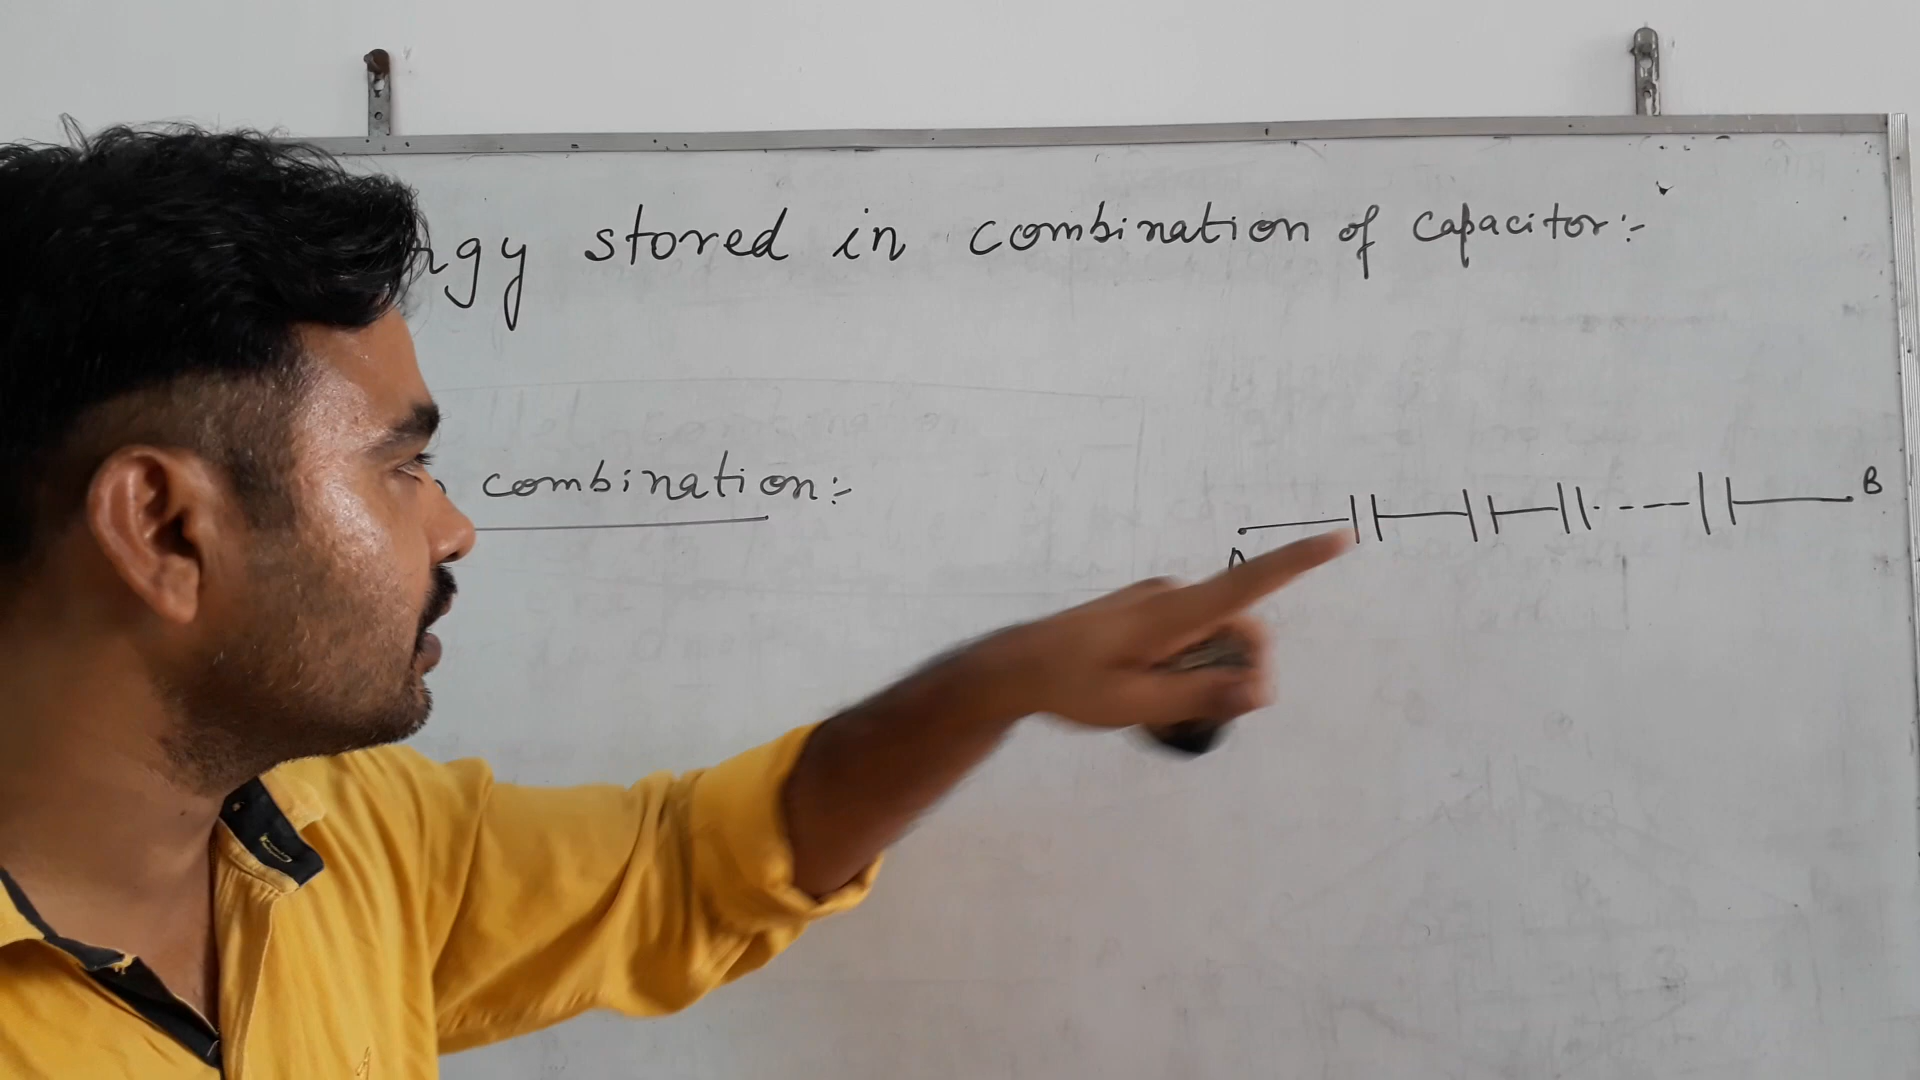 stored in combination of capacitor:-
combination:-
B
A